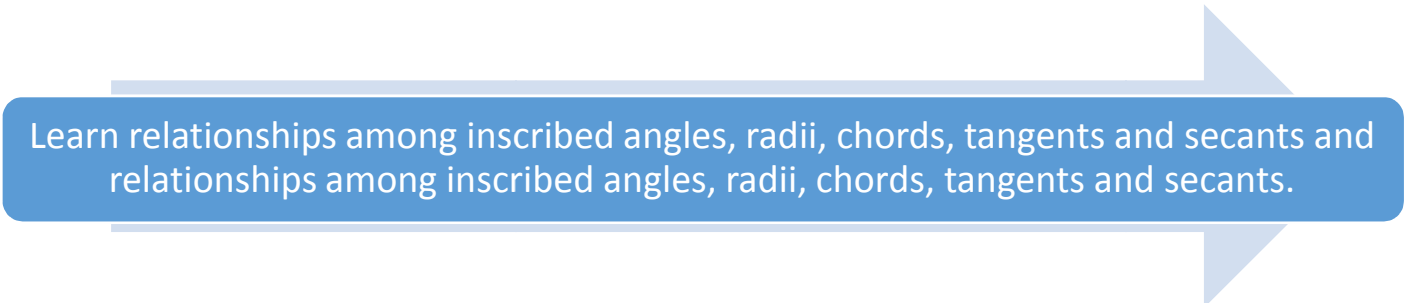 Learn relationships among inscribed angles, radii, chords, tangents and secants and
relationships among inscribed angles, radii, chords, tangents and secants.